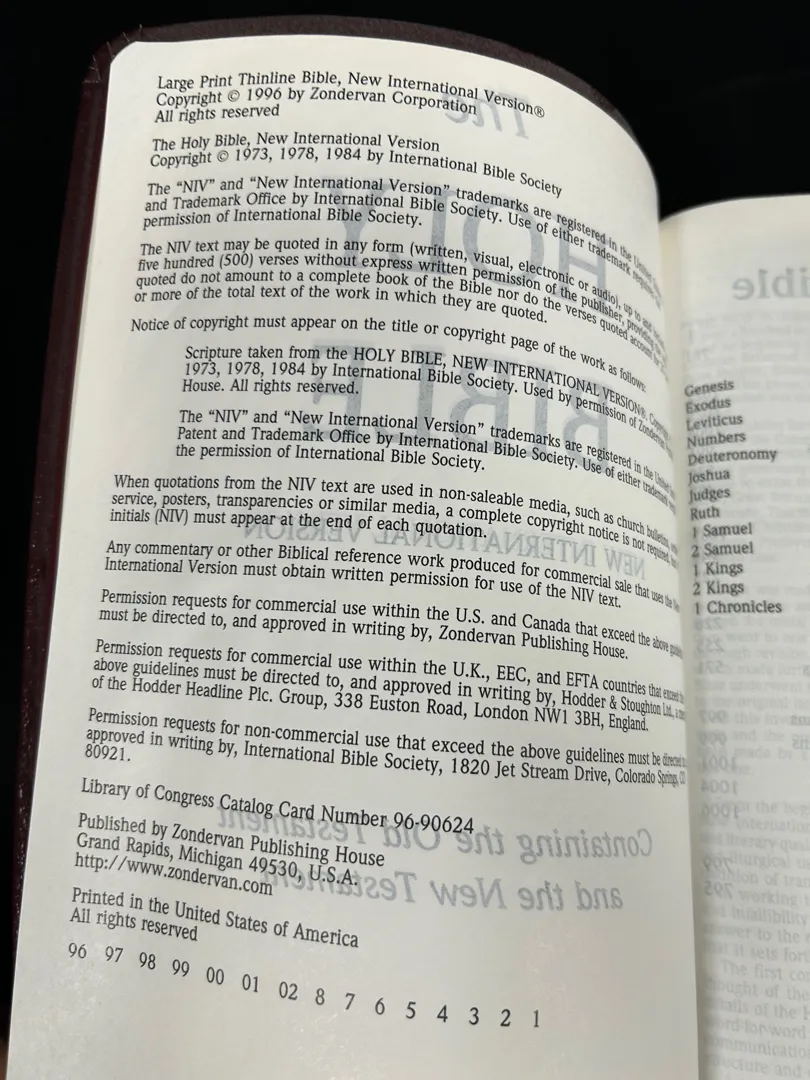 Large Print Thinline Bible, New International Version®
Copyright © 1996 by Zondervan Corporation
All rights reserved
The Holy Bible, New International Version
Copyright © 1973, 1978, 1984 by International Bible Society
The “NIV” and “New International Version” trademarks are registered in the United
and Trademark Office by International Bible Society. Use of either trademark requires
permission of International Bible Society.
The NIV text may be quoted in any form (written, visual, electronic or audio), up to and
five hundred (500) verses without express written permission of the publisher, providing the
quoted do not amount to a complete book of the Bible nor do the verses quoted account for
or more of the total text of the work in which they are quoted.
Notice of copyright must appear on the title or copyright page of the work as follows:
Scripture taken from the HOLY BIBLE, NEW INTERNATIONAL VERSION®.
1973, 1978, 1984 by International Bible Society. Used by permission of Zondervan
House. All rights reserved.
The “NIV” and “New International Version” trademarks are registered in the United
Patent and Trademark Office by International Bible Society. Use of either trademark
the permission of International Bible Society.
When quotations from the NIV text are used in non-saleable media, such as church bulletins,
service, posters, transparencies or similar media, a complete copyright notice is not required,
initials (NIV) must appear at the end of each quotation.
Any commentary or other Biblical reference work produced for commercial sale that uses the
International Version must obtain written permission for use of the NIV text.
Permission requests for commercial use within the U.S. and Canada that exceed the above
must be directed to, and approved in writing by, Zondervan Publishing House.
Permission requests for commercial use within the U.K., EEC, and EFTA countries that exceed the
above guidelines must be directed to, and approved in writing by, Hodder & Stoughton Ltd.,
of the Hodder Headline Plc. Group, 338 Euston Road, London NW1 3BH, England.
Permission requests for non-commercial use that exceed the above guidelines must be directed
approved in writing by, International Bible Society, 1820 Jet Stream Drive, Colorado Springs, CO
80921.
Library of Congress Catalog Card Number 96-90624
Published by Zondervan Publishing House
Grand Rapids, Michigan 49530, U.S.A.
http://www.zondervan.com
Printed in the United States of America
All rights reserved
96 97 98 99 00 01 02 8 7 6 5 4 3 2 1
Genesis
Exodus
Leviticus
Numbers
Deuteronomy
Joshua
Judges
Ruth
1 Samuel
2 Samuel
1 Kings
2 Kings
1 Chronicles